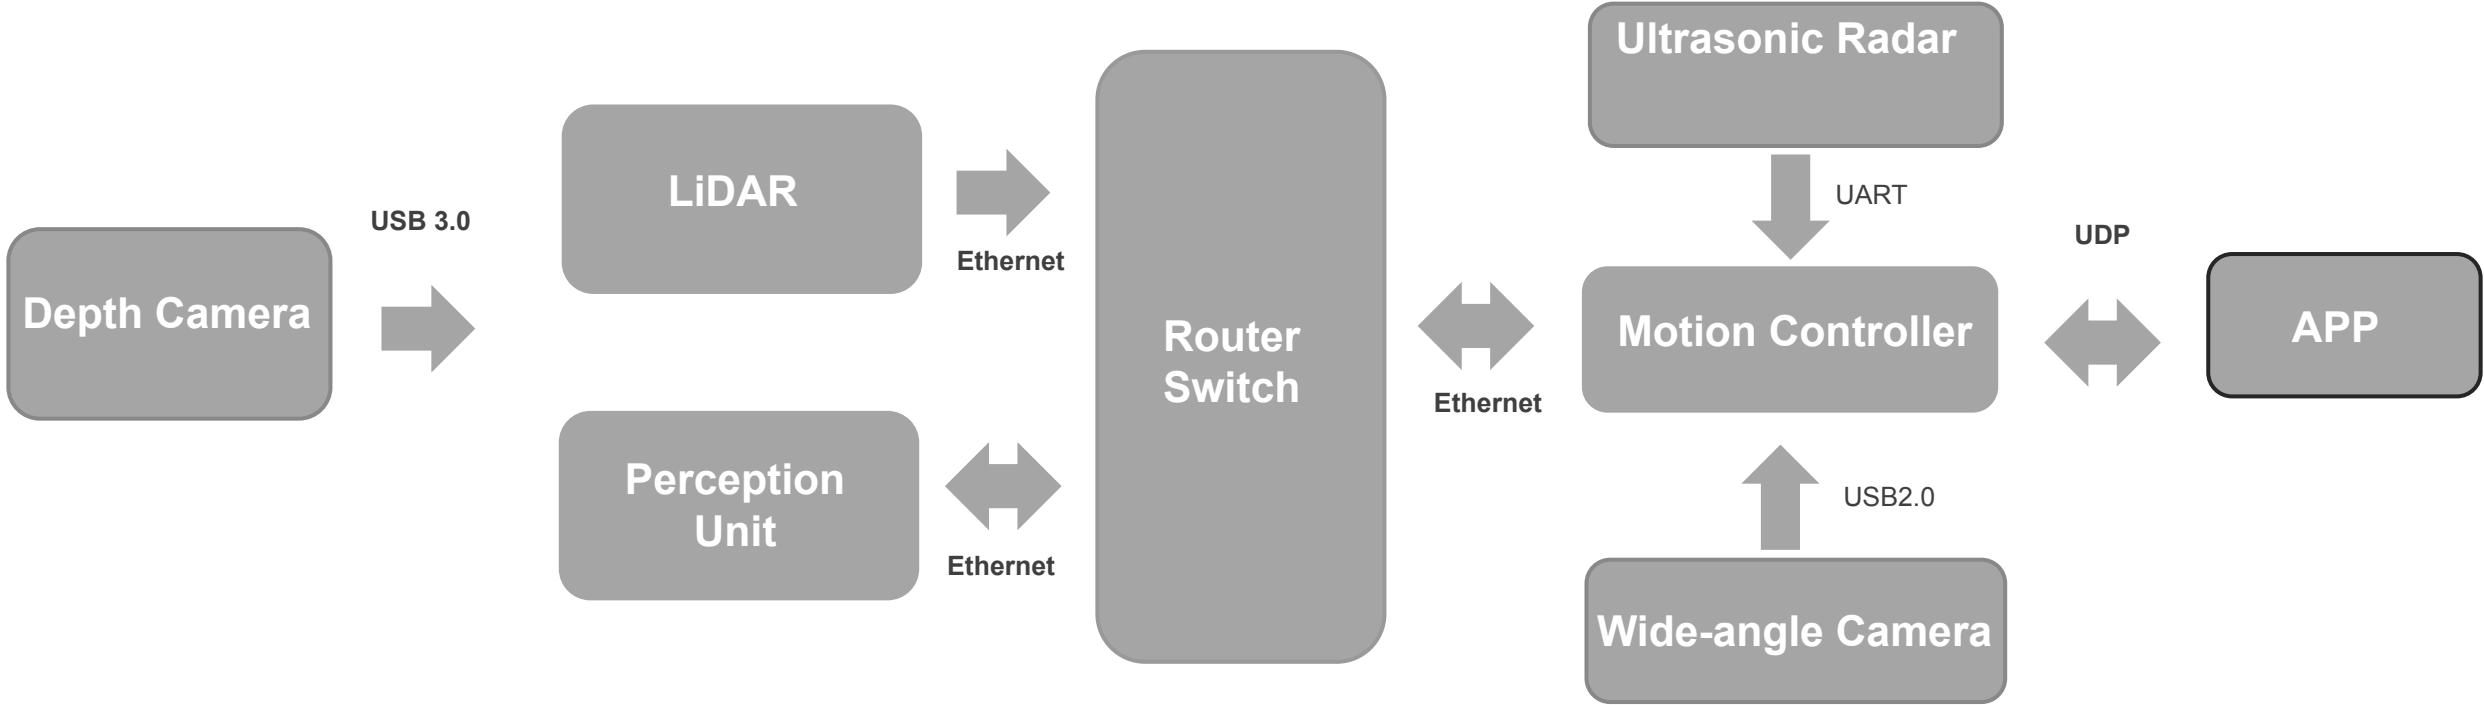 Depth Camera
USB 3.0
LiDAR
Ethernet
Perception
Unit
Ethernet
Router
Switch
Ethernet
Ultrasonic Radar
UART
Motion Controller
USB2.0
Wide-angle Camera
UDP
APP